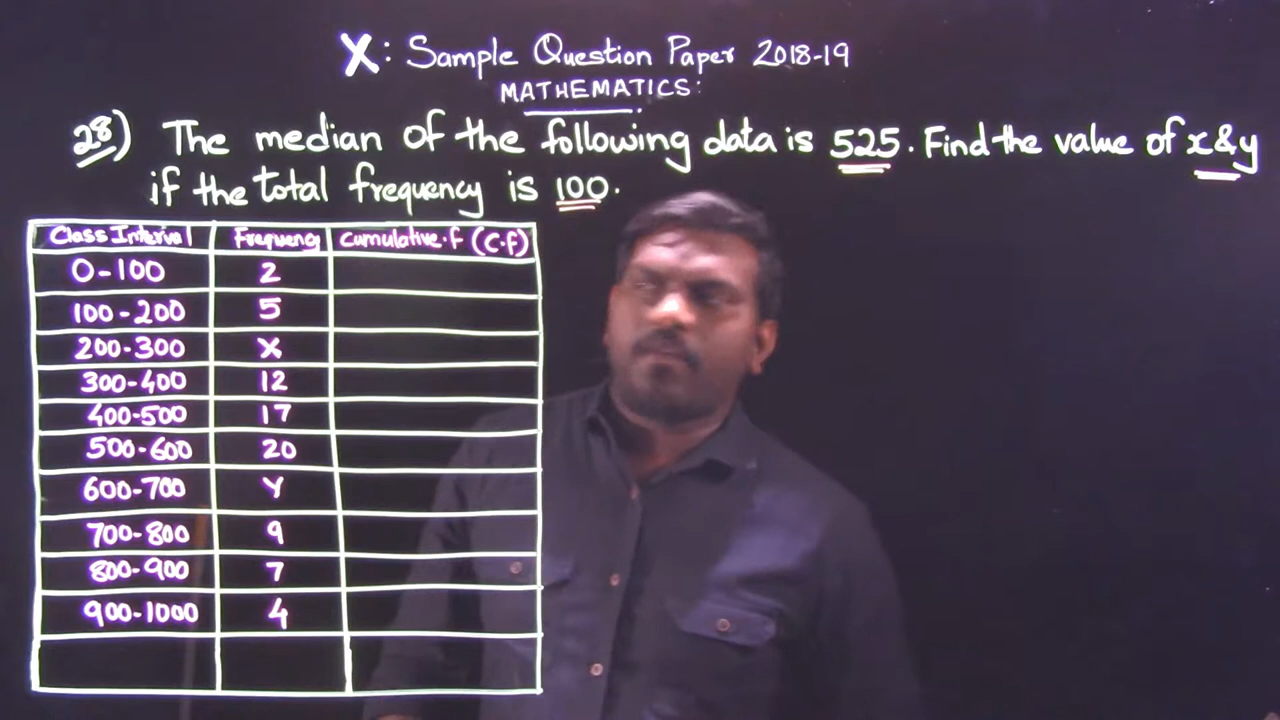 X: Sample Question Paper 2018-19
MATHEMATICS:
28) The median of the following data is 525. Find the value of x & y
if the total frequency is 100.
Class Interval Frequency Cumulative.f (C.f)
0-100 2
100-200 5
200-300 X
300-400 12
400-500 17
500-600 20
600-700 Y
700-800 9
800-900 7
900-1000 4